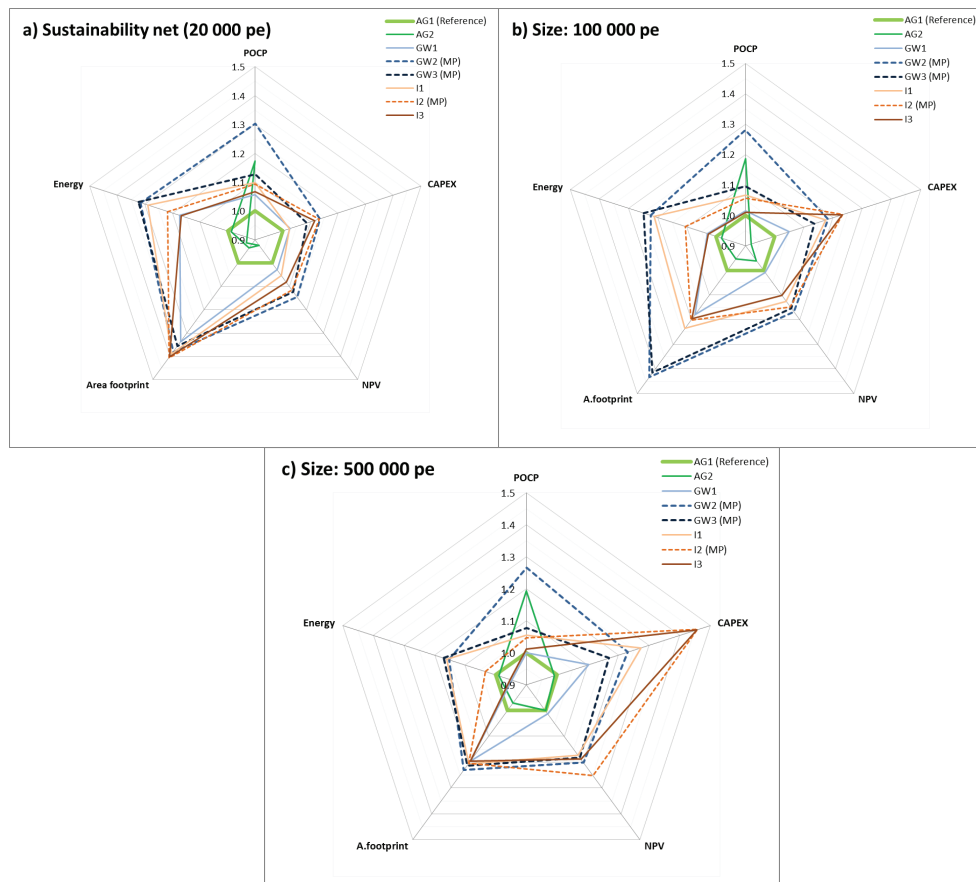 a) Sustainability net (20 000 pe)
POCP
1.5
1.4
1.3
1.2
1.1
1.0
0.9
CAPEX
NPV
Area footprint
Energy
AG1 (Reference)
AG2
GW1
GW2 (MP)
GW3 (MP)
I1
I2 (MP)
I3
b) Size: 100 000 pe
POCP
1.5
1.4
1.3
1.2
1.1
1.0
0.9
CAPEX
NPV
A.footprint
Energy
AG1 (Reference)
AG2
GW1
GW2 (MP)
GW3 (MP)
I1
I2 (MP)
I3
c) Size: 500 000 pe
POCP
1.5
1.4
1.3
1.2
1.1
1.0
0.9
CAPEX
NPV
A.footprint
Energy
AG1 (Reference)
AG2
GW1
GW2 (MP)
GW3 (MP)
I1
I2 (MP)
I3